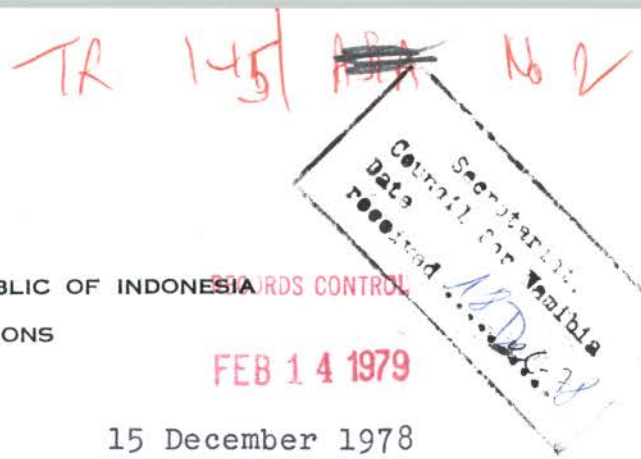 TR 145/ No 2
Secretariat.
Council for Namibia
Date
received 18 Dec. 78
BLIC OF INDONESIA
RECORDS CONTROL
ONS
FEB 14 1979
15 December 1978